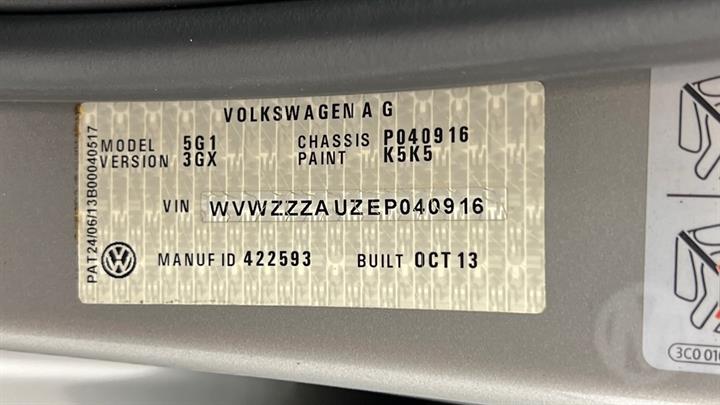 VOLKSWAGEN A G
MODEL 5G1 CHASSIS P040916
VERSION 3GX PAINT K5K5
VIN WVWZZZAUZEP040916
MANUF ID 422593 BUILT OCT 13
PAT24/06/13B00040517